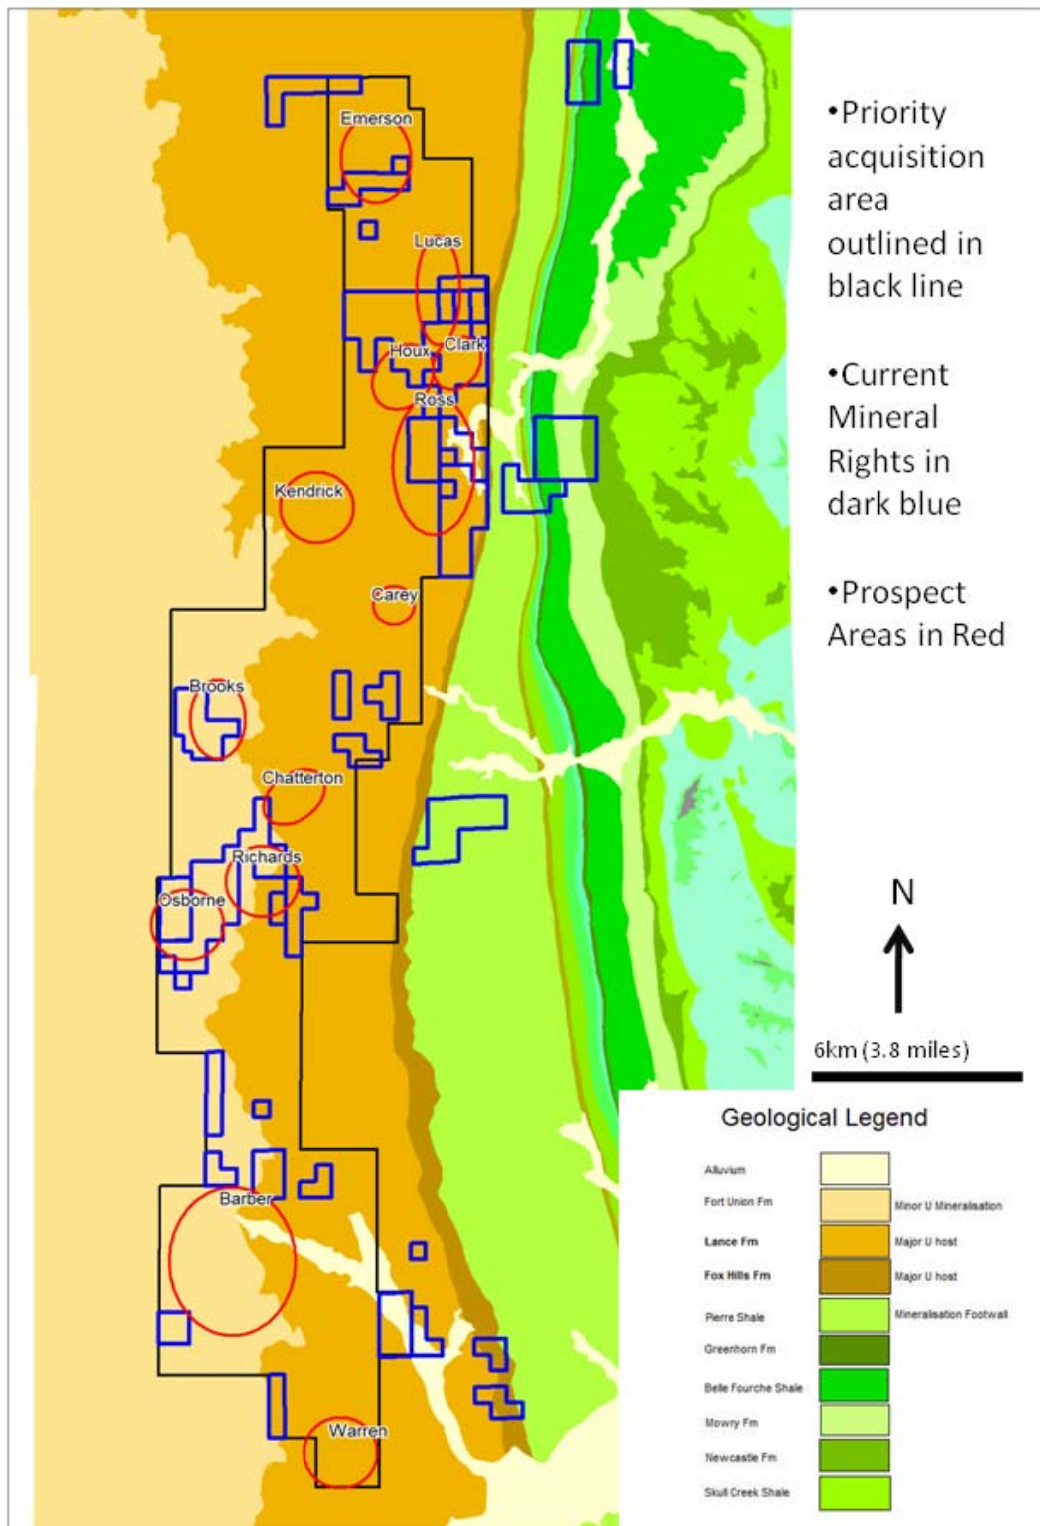 Emerson
Lucas
Houx
Clark
Ross
Kendrick
Carey
Brooks
Chatterton
Richards
Osborne
Barber
Warren
•Priority
acquisition
area
outlined in
black line
•Current
Mineral
Rights in
dark blue
•Prospect
Areas in Red
N
6km (3.8 miles)
Geological Legend
Alluvium
Fort Union Fm Minor U Mineralisation
Lance Fm Major U host
Fox Hills Fm Major U host
Pierre Shale Mineralisation Footwall
Greenhorn Fm
Belle Fourche Shale
Mowry Fm
Newcastle Fm
Skull Creek Shale